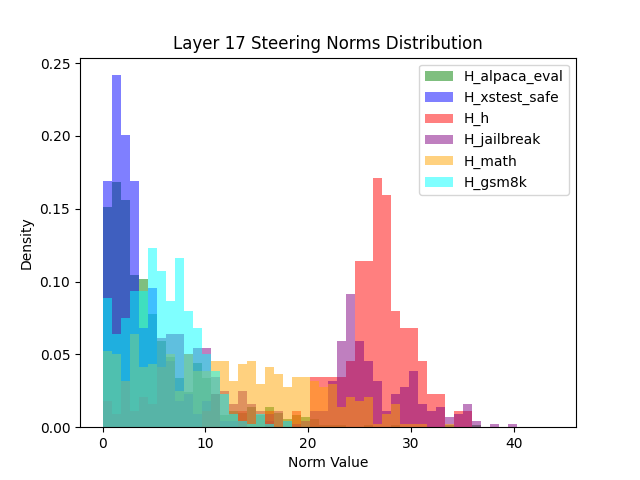 Layer 17 Steering Norms Distribution
0.25
0.20
0.15
0.10
0.05
0.00
Density
H_alpaca_eval
H_xstest_safe
H_h
H_jailbreak
H_math
H_gsm8k
0 10 20 30 40
Norm Value